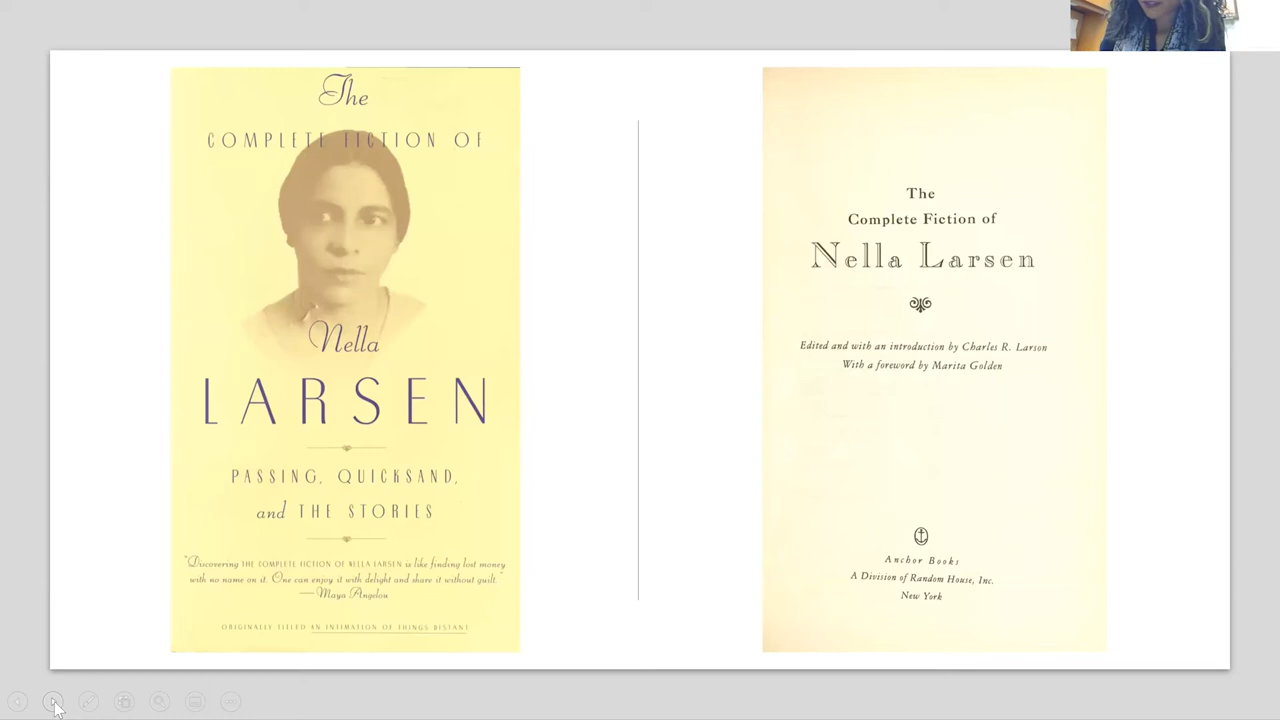 The
COMPLETE FICTION OF
Nella
LARSEN
PASSING, QUICKSAND,
and THE STORIES
"Discovering THE COMPLETE FICTION OF NELLA LARSEN is like finding lost money
with no name on it. One can enjoy it with delight and share it without guilt."
—Maya Angelou
ORIGINALLY TITLED AN INTIMATION OF THINGS DISTANT
The
Complete Fiction of
Nella Larsen
Edited and with an introduction by Charles R. Larson
With a foreword by Marita Golden
Anchor Books
A Division of Random House, Inc.
New York